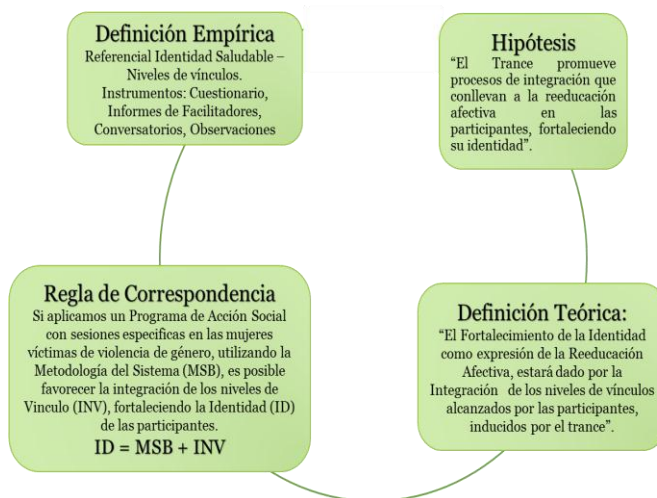 Definición Empírica
Referencial Identidad Saludable –
Niveles de vínculos.
Instrumentos: Cuestionario,
Informes de Facilitadores,
Conversatorios, Observaciones
Hipótesis
“El Trance promueve
procesos de integración que
conllevan a la reeducación
afectiva en las
participantes, fortaleciendo
su identidad”.
Regla de Correspondencia
Si aplicamos un Programa de Acción Social
con sesiones especificas en las mujeres
víctimas de violencia de género, utilizando la
Metodología del Sistema (MSB), es posible
favorecer la integración de los niveles de
Vinculo (INV), fortaleciendo la Identidad (ID)
de las participantes.
ID = MSB + INV
Definición Teórica:
“El Fortalecimiento de la Identidad
como expresión de la Reeducación
Afectiva, estará dado por la
Integración de los niveles de vínculos
alcanzados por las participantes,
inducidos por el trance”.